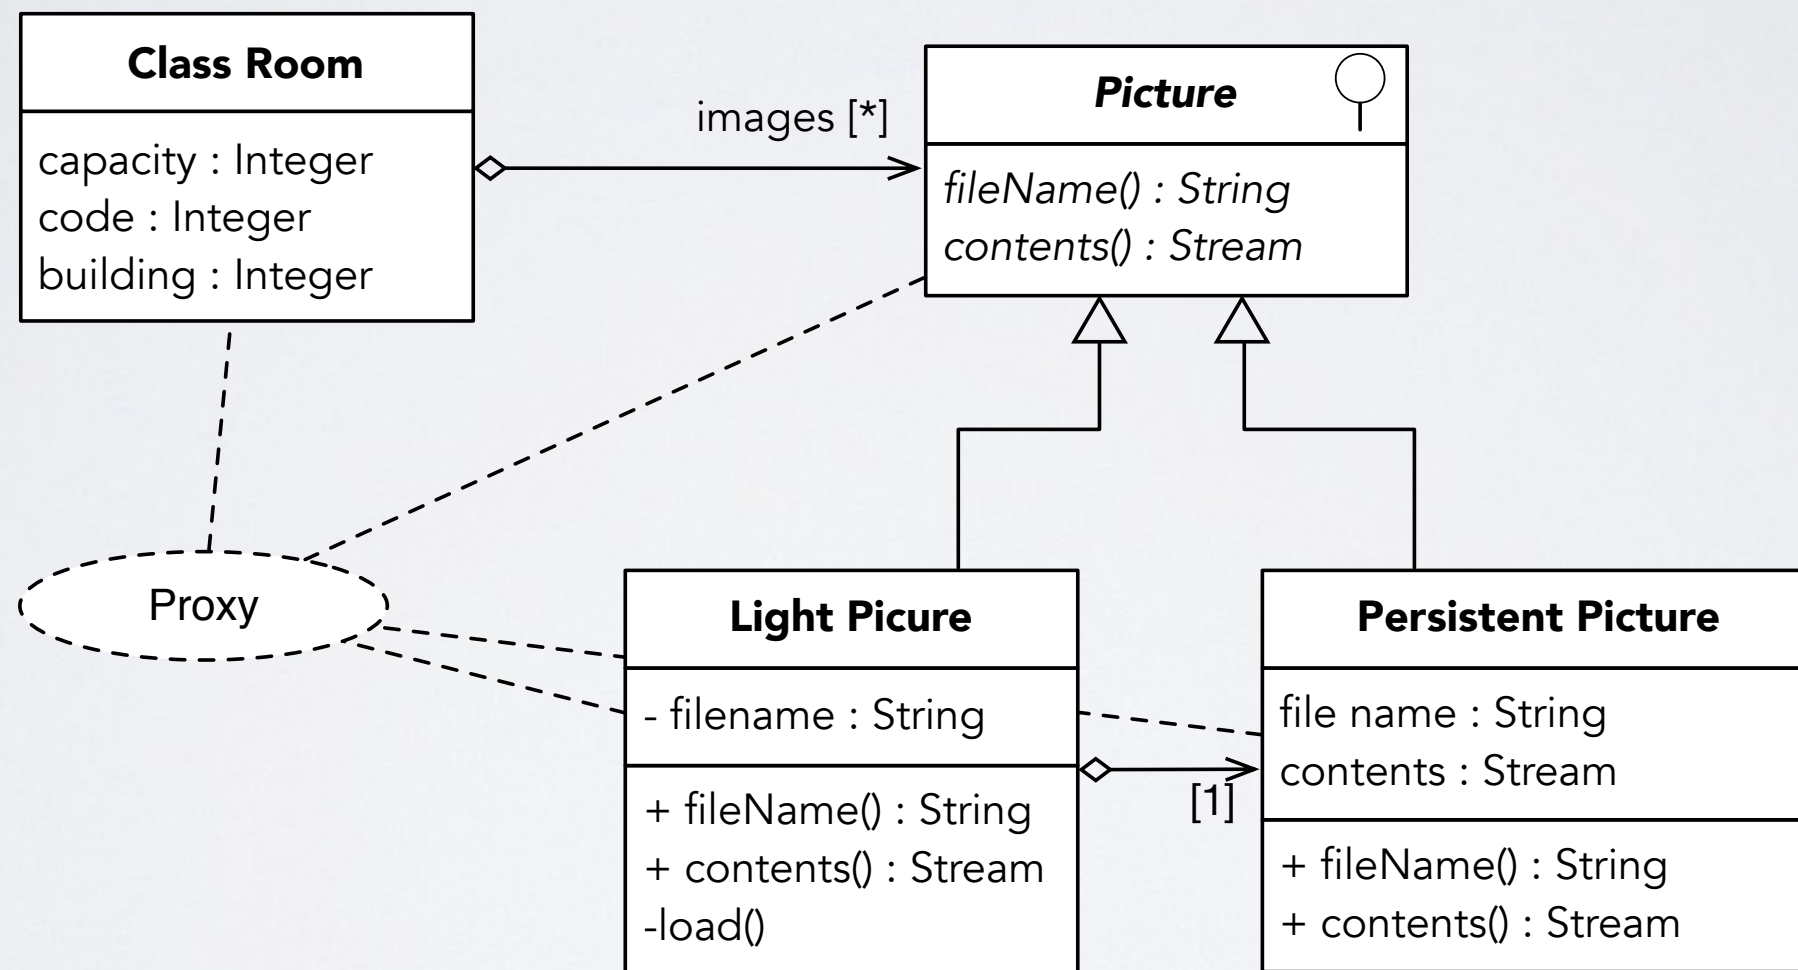 Class Room
capacity : Integer
code : Integer
building : Integer
images [*]
Picture
fileName() : String
contents() : Stream
Proxy
Light Picure
- filename : String
+ fileName() : String
+ contents() : Stream
-load()
[1]
Persistent Picture
file name : String
contents : Stream
+ fileName() : String
+ contents() : Stream